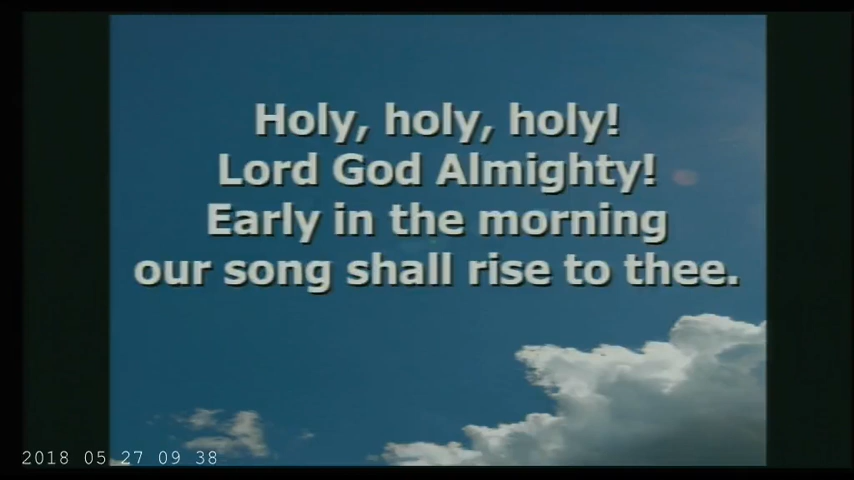 Holy, holy, holy!
Lord God Almighty!
Early in the morning
our song shall rise to thee.
2018 05 27 09 38